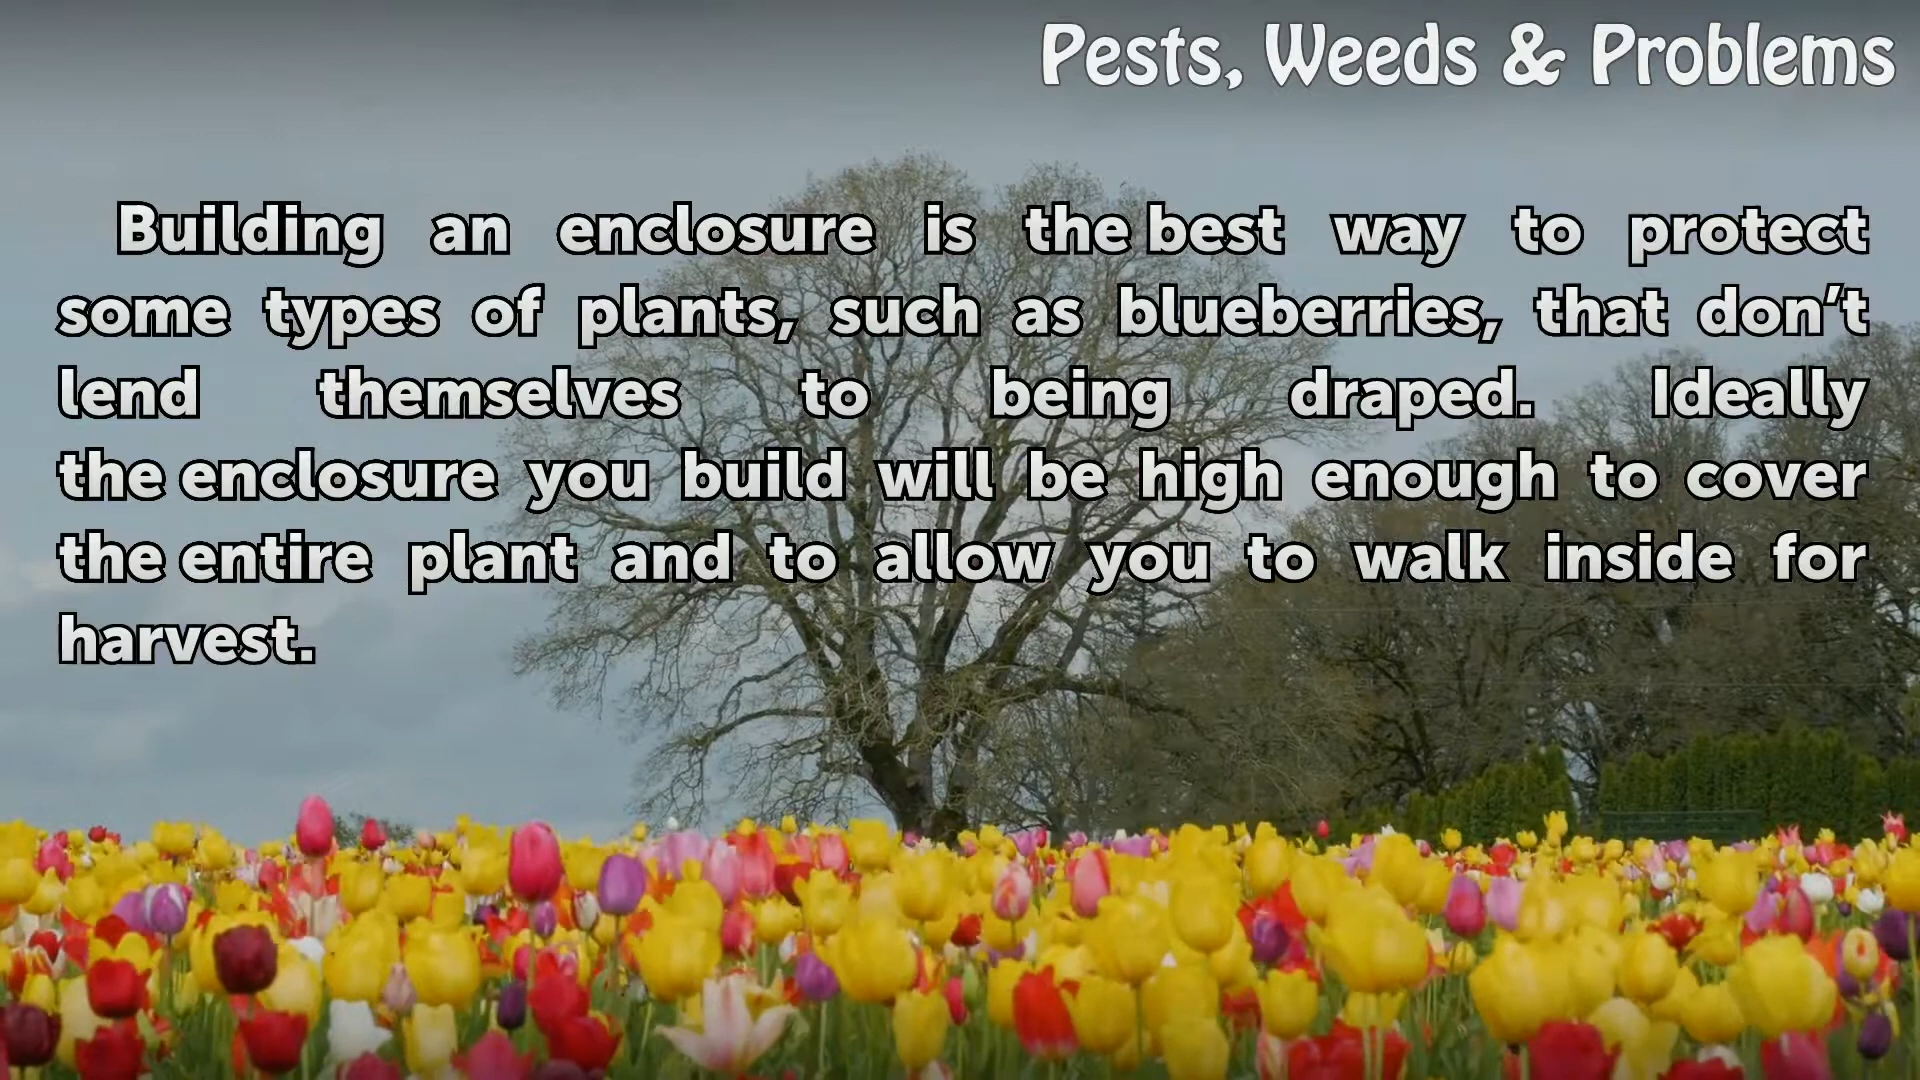 Pests, Weeds & Problems
Building an enclosure is the best way to protect
some types of plants, such as blueberries, that don’t
lend themselves to being draped. Ideally
the enclosure you build will be high enough to cover
the entire plant and to allow you to walk inside for
harvest.